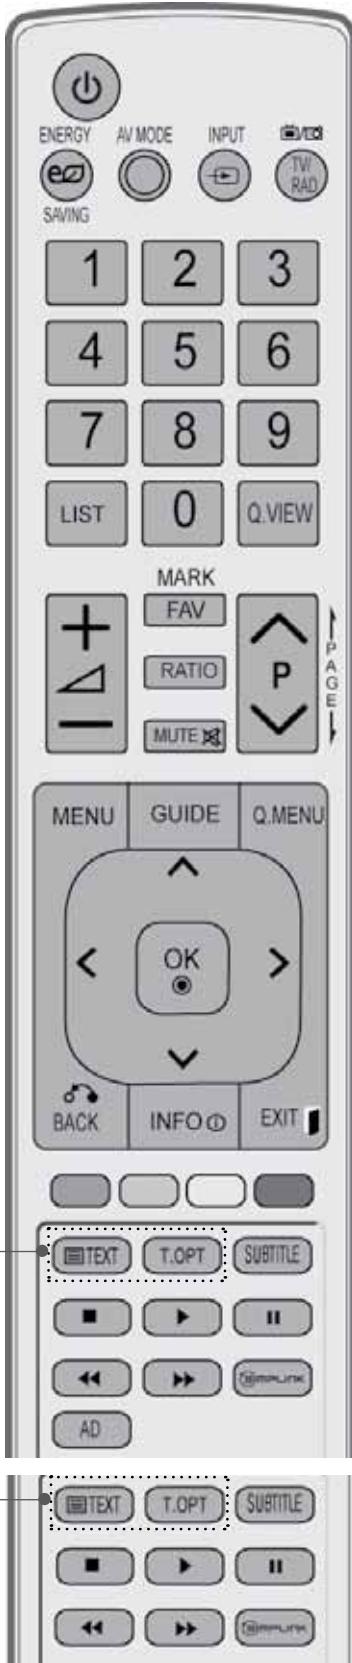 ENERGY AV MODE INPUT
TV/
RAD
SAVING
1 2 3
4 5 6
7 8 9
LIST 0 Q.VIEW
MARK
FAV
RATIO
P
PAGE
MUTE
MENU GUIDE Q.MENU
OK
BACK INFO EXIT
TEXT T.OPT SUBTITLE
SIMPLINK
AD
TEXT T.OPT SUBTITLE
SIMPLINK